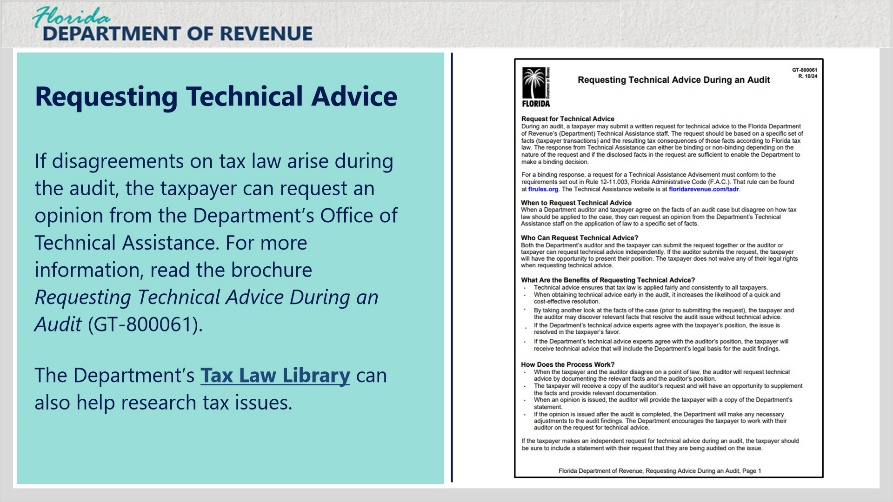 Florida
DEPARTMENT OF REVENUE
Requesting Technical Advice
If disagreements on tax law arise during
the audit, the taxpayer can request an
opinion from the Department's Office of
Technical Assistance. For more
information, read the brochure
Requesting Technical Advice During an
Audit (GT-800061).
The Department's Tax Law Library can
also help research tax issues.
GT-800061
R. 10/24
Requesting Technical Advice During an Audit
FLORIDA
Request for Technical Advice
During an audit, a taxpayer may submit a written request for technical advice to the Florida Department
of Revenue's (Department) Technical Assistance staff. The request should be based on a specific set of
facts (taxpayer transactions) and the resulting tax consequences of those facts according to Florida tax
law. The response from Technical Assistance can either be binding or non-binding depending on the
nature of the request and if the disclosed facts in the request are sufficient to enable the Department to
make a binding decision.
For a binding response, a request for a Technical Assistance Advisement must conform to the
requirements set out in Rule 12-11.003, Florida Administrative Code (F.A.C.). That rule can be found
at flrules.org. The Technical Assistance website is at floridarevenue.com/tadr.
When to Request Technical Advice
When a Department auditor and taxpayer agree on the facts of an audit case but disagree on how tax
law should be applied to the case, they can request an opinion from the Department's Technical
Assistance staff on the application of law to a specific set of facts.
Who Can Request Technical Advice?
Both the Department's auditor and the taxpayer can submit the request together or the auditor or
taxpayer can request technical advice independently. If the auditor submits the request, the taxpayer
will have the opportunity to present their position. The taxpayer does not waive any of their legal rights
when requesting technical advice.
What Are the Benefits of Requesting Technical Advice?
• Technical advice ensures that tax law is applied fairly and consistently to all taxpayers.
• When obtaining technical advice early in the audit, it increases the likelihood of a quick and
cost-effective resolution.
• By taking another look at the facts of the case (prior to submitting the request), the taxpayer and
the auditor may discover relevant facts that resolve the audit issue without technical advice.
• If the Department's technical advice experts agree with the taxpayer's position, the issue is
resolved in the taxpayer's favor.
• If the Department's technical advice experts agree with the auditor's position, the taxpayer will
receive technical advice that will include the Department's legal basis for the audit findings.
How Does the Process Work?
• When the taxpayer and the auditor disagree on a point of law, the auditor will request technical
advice by documenting the relevant facts and the auditor's position.
• The taxpayer will receive a copy of the auditor's request and will have an opportunity to supplement
the facts and provide relevant documentation.
• When an opinion is issued, the auditor will provide the taxpayer with a copy of the Department's
statement.
• If the opinion is issued after the audit is completed, the Department will make any necessary
adjustments to the audit findings. The Department encourages the taxpayer to work with their
auditor on the request for technical advice.
If the taxpayer makes an independent request for technical advice during an audit, the taxpayer should
be sure to include a statement with their request that they are being audited on the issue.
Florida Department of Revenue, Requesting Advice During an Audit, Page 1